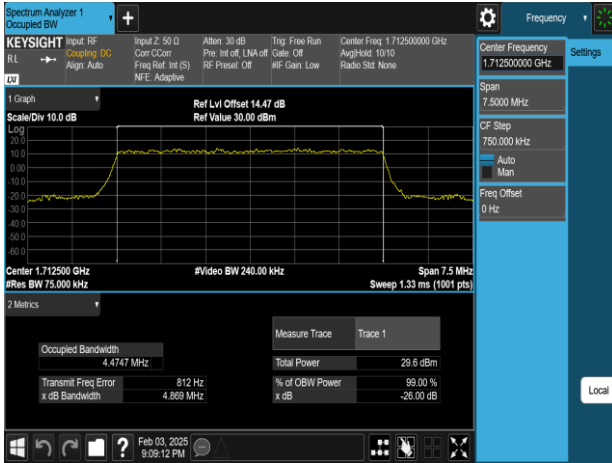 Spectrum Analyzer 1
Occupied BW
Frequency
KEYSIGHT
Input: RF
Coupling: DC
Align: Auto
Input Z: 50 Ω
Corr CCorr
Freq Ref: Int (S)
NFE: Adaptive
Atten: 30 dB
Pre: Int off, LNA off
RF Preset: Off
Trig: Free Run
Gate: Off
#IF Gain: Low
Center Freq: 1.712500000 GHz
Avg|Hold: 10/10
Radio Std: None
RL
LXI
Center Frequency
1.712500000 GHz
Settings
Span
7.5000 MHz
CF Step
750.000 kHz
Auto
Man
Freq Offset
0 Hz
Local
1 Graph
Scale/Div 10.0 dB
Ref Lvl Offset 14.47 dB
Ref Value 30.00 dBm
Log
20.0
10.0
0.00
-10.0
-20.0
-30.0
-40.0
-50.0
-60.0
Center 1.712500 GHz
#Res BW 75.000 kHz
#Video BW 240.00 kHz
Span 7.5 MHz
Sweep 1.33 ms (1001 pts)
2 Metrics
Measure Trace Trace 1
Occupied Bandwidth
4.4747 MHz
Total Power 29.6 dBm
Transmit Freq Error 812 Hz
% of OBW Power 99.00 %
x dB Bandwidth 4.869 MHz
x dB -26.00 dB
?
Feb 03, 2025
9:09:12 PM